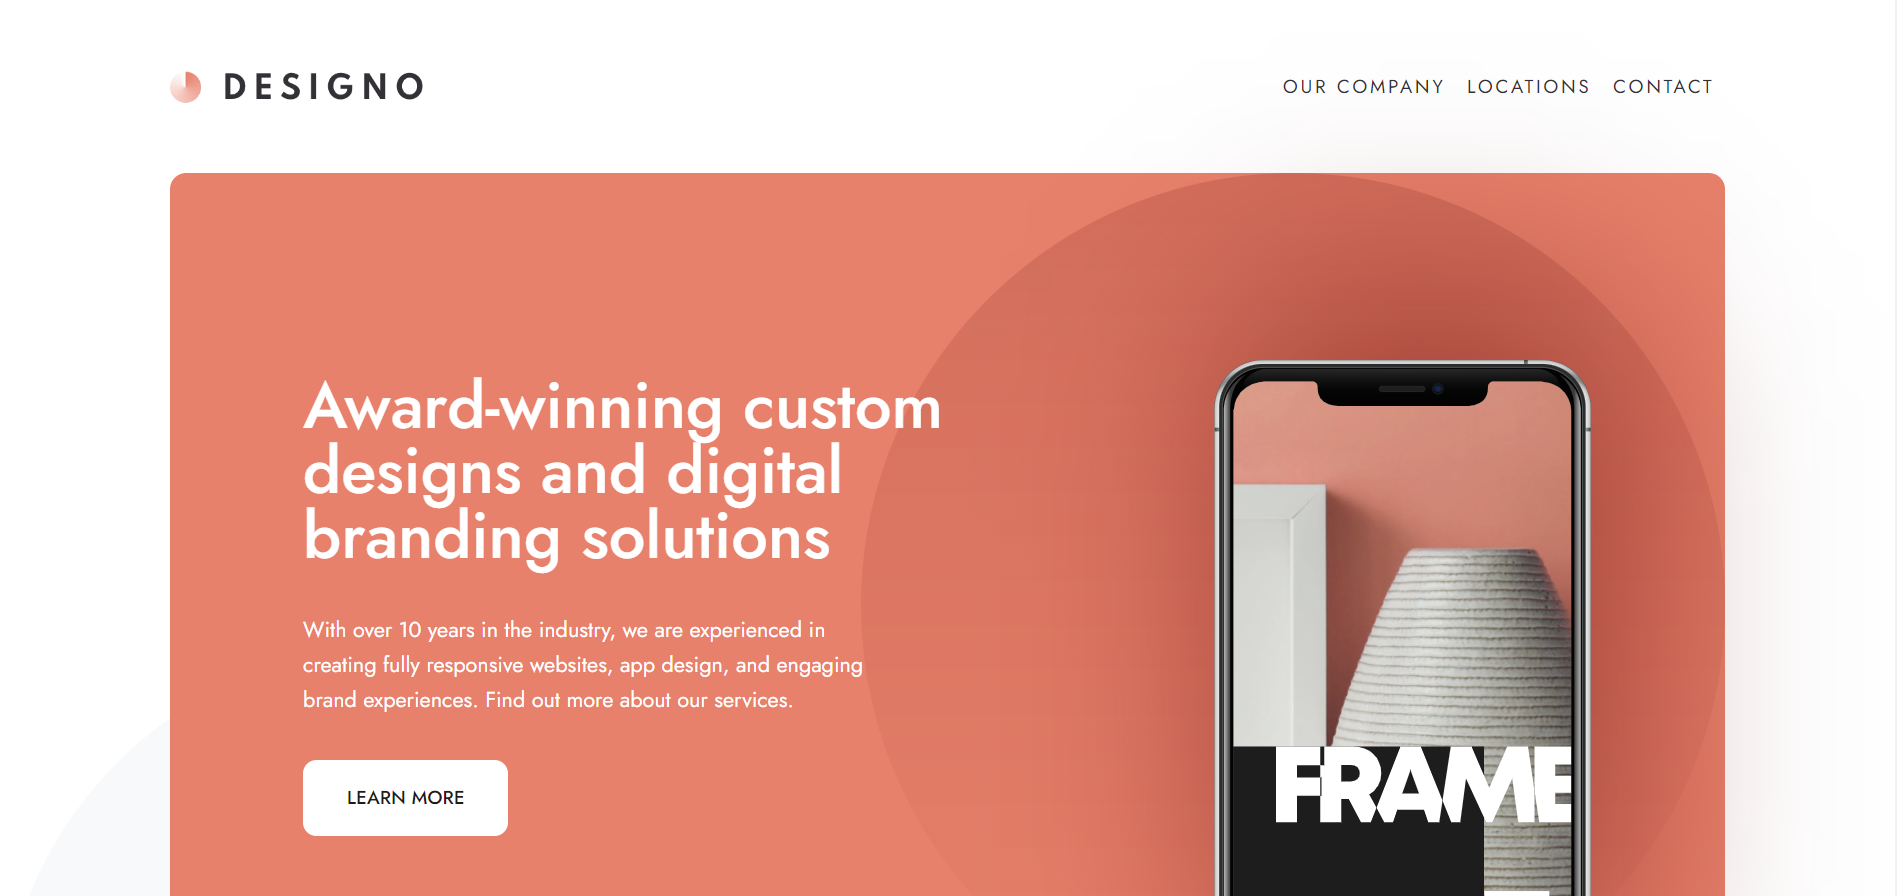 DESIGNO
OUR COMPANY LOCATIONS CONTACT
Award-winning custom
designs and digital
branding solutions
With over 10 years in the industry, we are experienced in
creating fully responsive websites, app design, and engaging
brand experiences. Find out more about our services.
LEARN MORE
FRAME